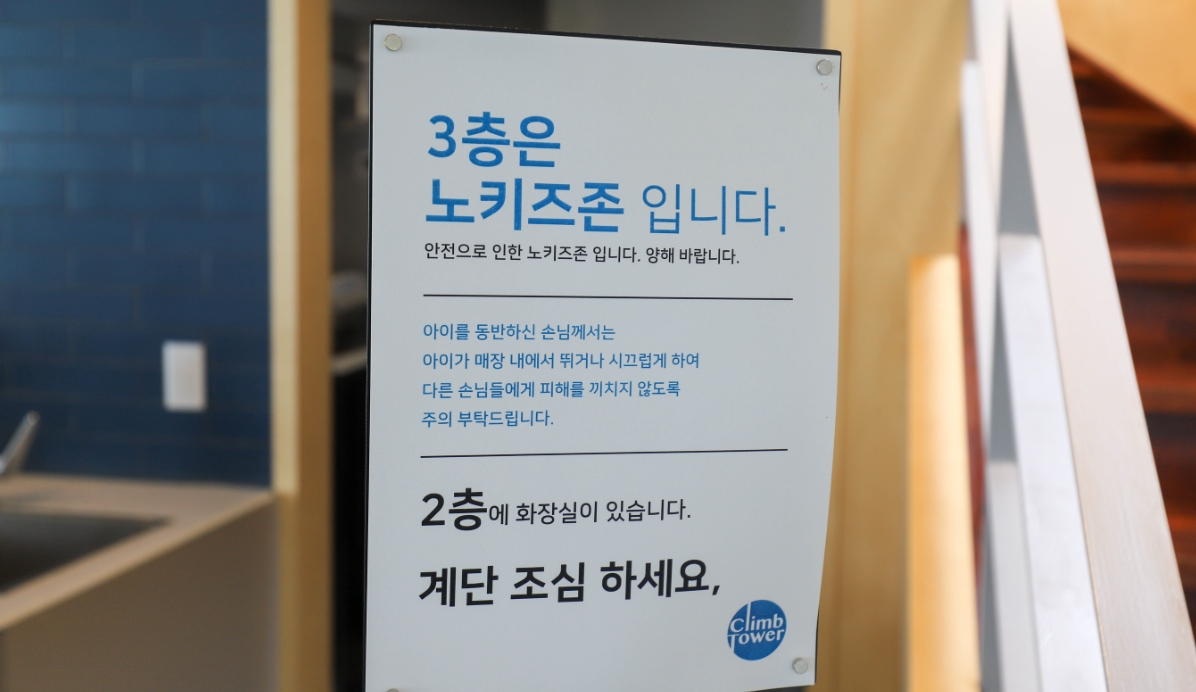 3층은
노키즈존 입니다.
안전으로 인한 노키즈존 입니다. 양해 바랍니다.
아이를 동반하신 손님께서는
아이가 매장 내에서 뛰거나 시끄럽게 하여
다른 손님들에게 피해를 끼치지 않도록
주의 부탁드립니다.
2층에 화장실이 있습니다.
계단 조심 하세요,
Climb
Tower